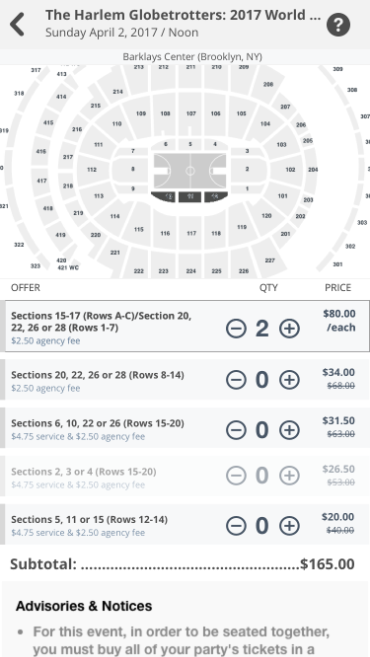 The Harlem Globetrotters: 2017 World ...
Sunday April 2, 2017 / Noon
?
Barklays Center (Brooklyn, NY)
317 413 213 212 211 210 209 309
318 414 215 214 208 308
109 108 107 106 105 207
415 216 110 104 206
6 5 4
416 217 111 7 3 103 205
112 8 2 102 204
417 218 9 1 101 203
321 418 219 113 114 120 202 303
115 116 117 118 119 201
322 419 220 302
221 227
323 420
421 WC 222 223 224 225 226 301
OFFER QTY PRICE
Sections 15-17 (Rows A-C)/Section 20,
22, 26 or 28 (Rows 1-7)
$2.50 agency fee
2
$80.00
/each
Sections 20, 22, 26 or 28 (Rows 8-14)
$2.50 agency fee
0
$34.00
$68.00
Sections 6, 10, 22 or 26 (Rows 15-20)
$4.75 service & $2.50 agency fee
0
$31.50
$63.00
Sections 2, 3 or 4 (Rows 15-20)
$4.75 service & $2.50 agency fee
0
$26.50
$53.00
Sections 5, 11 or 15 (Rows 12-14)
$4.75 service & $2.50 agency fee
0
$20.00
$40.00
Subtotal: ................................................$165.00
Advisories & Notices
• For this event, in order to be seated together,
you must buy all of your party's tickets in a